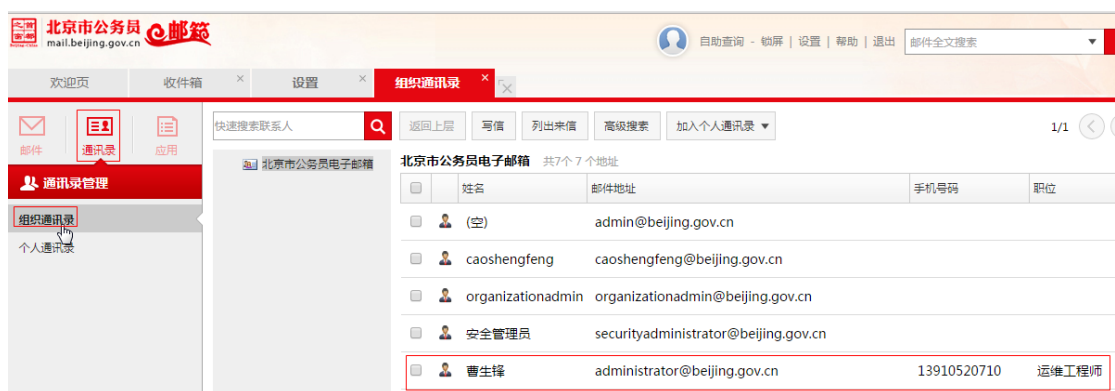 首善之都 北京市公务员 e邮箱
mail.beijing.gov.cn
自助查询 - 锁屏 | 设置 | 帮助 | 退出 邮件全文搜索
欢迎页 收件箱 设置 组织通讯录
邮件 通讯录 应用
快速搜索联系人 返回上层 写信 列出来信 高级搜索 加入个人通讯录 1/1
通讯录管理
组织通讯录
个人通讯录
北京市公务员电子邮箱
北京市公务员电子邮箱 共7个 7 个地址
姓名 邮件地址 手机号码 职位
(空) admin@beijing.gov.cn
caoshengfeng caoshengfeng@beijing.gov.cn
organizationadmin organizationadmin@beijing.gov.cn
安全管理员 securityadministrator@beijing.gov.cn
曹生锋 administrator@beijing.gov.cn 13910520710 运维工程师